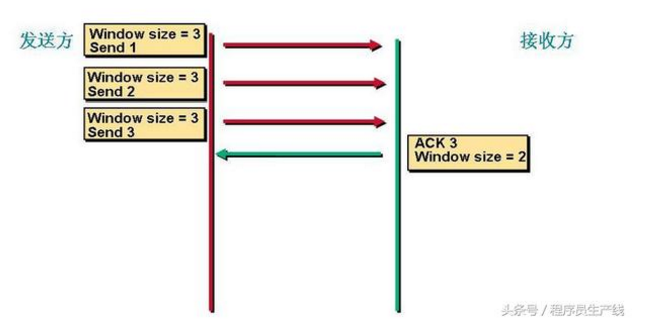 发送方
Window size = 3
Send 1
接收方
Window size = 3
Send 2
Window size = 3
Send 3
ACK 3
Window size = 2
头条号 / 程序员生产线